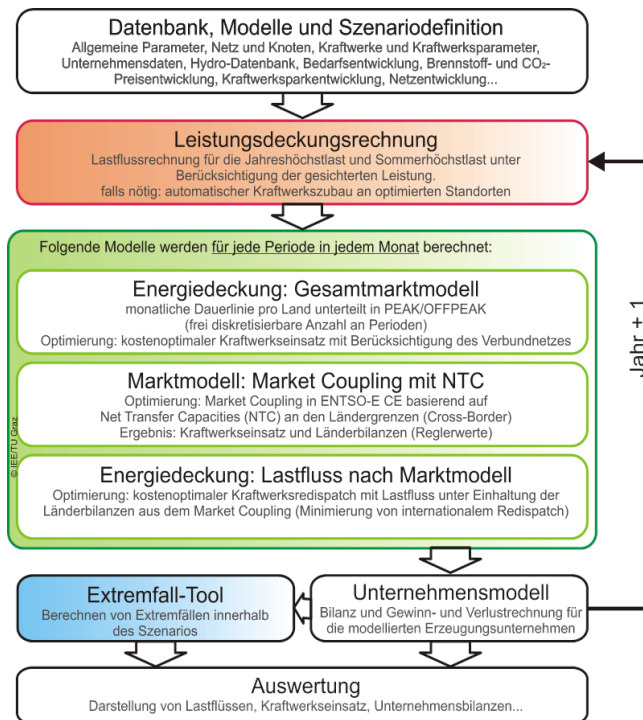 Datenbank, Modelle und Szenariodefinition
Allgemeine Parameter, Netz und Knoten, Kraftwerke und Kraftwerksparameter,
Unternehmensdaten, Hydro-Datenbank, Bedarfsentwicklung, Brennstoff- und CO₂-
Preisentwicklung, Kraftwerksparkentwicklung, Netzentwicklung...
Leistungsdeckungsrechnung
Lastflussrechnung für die Jahreshöchstlast und Sommerhöchstlast unter
Berücksichtigung der gesichterten Leistung.
falls nötig: automatischer Kraftwerkszubau an optimierten Standorten
Folgende Modelle werden für jede Periode in jedem Monat berechnet:
Energiedeckung: Gesamtmarktmodell
monatliche Dauerlinie pro Land unterteilt in PEAK/OFFPEAK
(frei diskretisierbare Anzahl an Perioden)
Optimierung: kostenoptimaler Kraftwerkseinsatz mit Berücksichtigung des Verbundnetzes
Marktmodell: Market Coupling mit NTC
Optimierung: Market Coupling in ENTSO-E CE basierend auf
Net Transfer Capacities (NTC) an den Ländergrenzen (Cross-Border)
Ergebnis: Kraftwerkseinsatz und Länderbilanzen (Reglerwerte)
Energiedeckung: Lastfluss nach Marktmodell
Optimierung: kostenoptimaler Kraftwerksredispatch mit Lastfluss unter Einhaltung der
Länderbilanzen aus dem Market Coupling (Minimierung von internationalem Redispatch)
© IEE/TU Graz
Jahr + 1
Extremfall-Tool
Berechnen von Extremfällen innerhalb
des Szenarios
Unternehmensmodell
Bilanz und Gewinn- und Verlustrechnung für
die modellierten Erzeugungsunternehmen
Auswertung
Darstellung von Lastflüssen, Kraftwerkseinsatz, Unternehmensbilanzen...